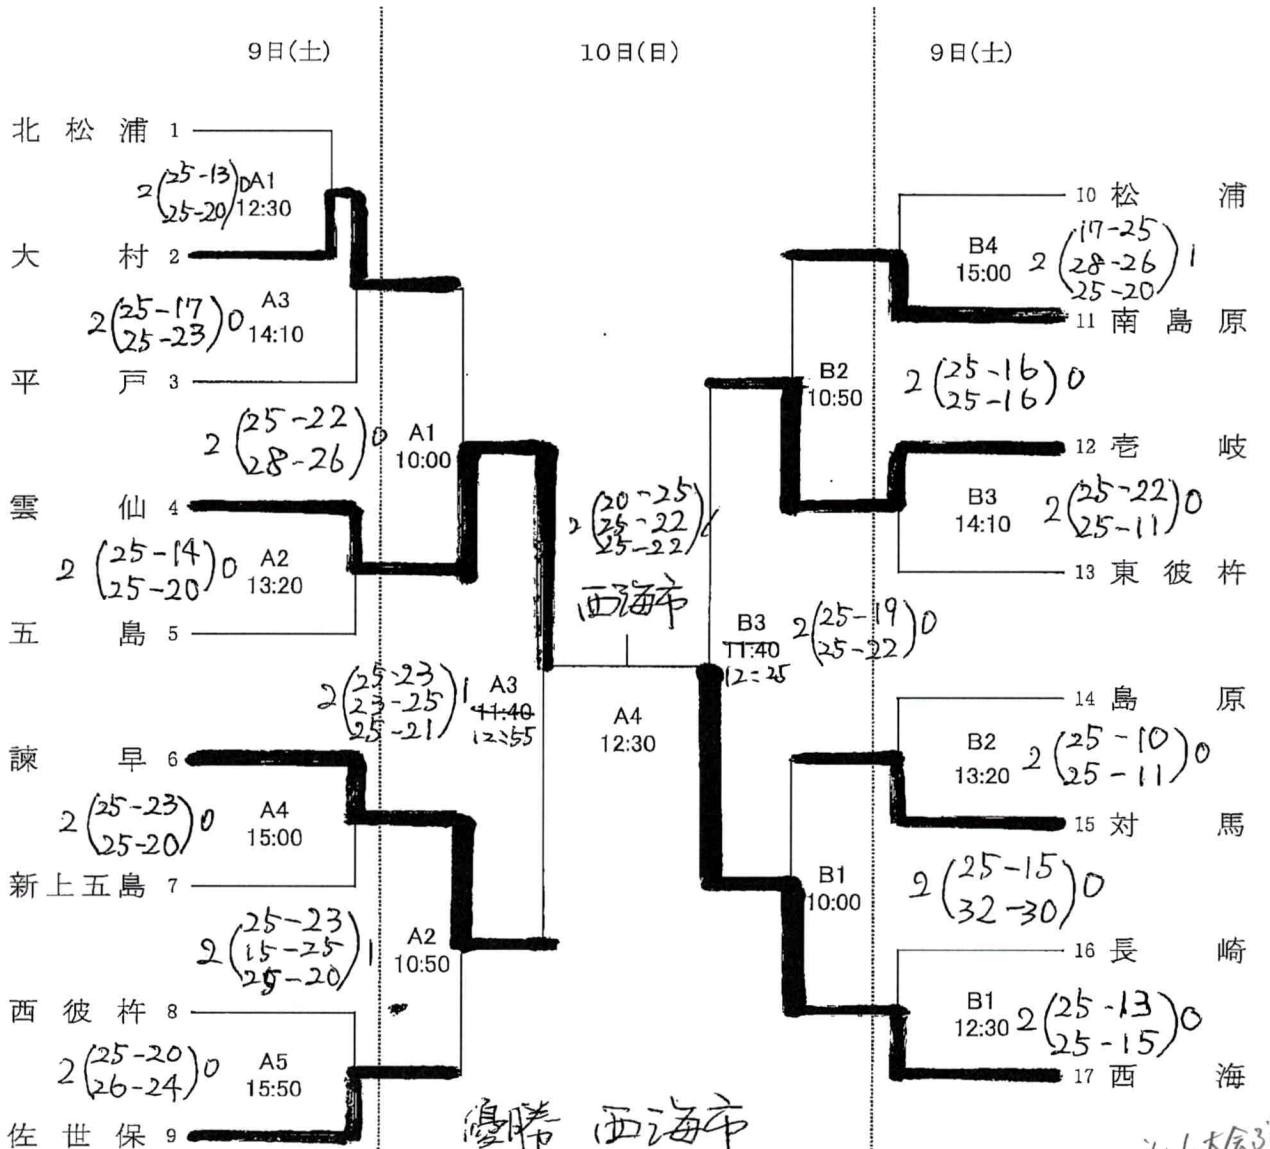 9日(土) 10日(日) 9日(土)
北松浦 1
2 (25-13 25-20) 0 A1 12:30
大村 2
2 (25-17 25-23) 0 A3 14:10
平戸 3
2 (25-22 28-26) 0 A1 10:00
雲仙 4
2 (25-14 25-20) 0 A2 13:20
五島 5
2 (25-23 23-25 25-21) 1 A3 11:40 12:55
諫早 6
2 (25-23 25-20) 0 A4 15:00
新上五島 7
2 (25-23 15-25 25-20) 1 A2 10:50
西彼杵 8
2 (25-20 26-24) 0 A5 15:50
佐世保 9
2 (20-25 25-22 25-22) 1
西海市
A4 12:30
優勝 西海市
10 松浦
B4 15:00 2 (17-25 28-26 25-20) 1
11 南島原
B2 10:50 2 (25-16 25-16) 0
12 壱岐
B3 14:10 2 (25-22 25-11) 0
13 東彼杵
B3 11:40 12:25 2 (25-19 25-22) 0
14 島原
B2 13:20 2 (25-10 25-11) 0
15 対馬
B1 10:00 2 (25-15 32-30) 0
16 長崎
B1 12:30 2 (25-13 25-15) 0
17 西海